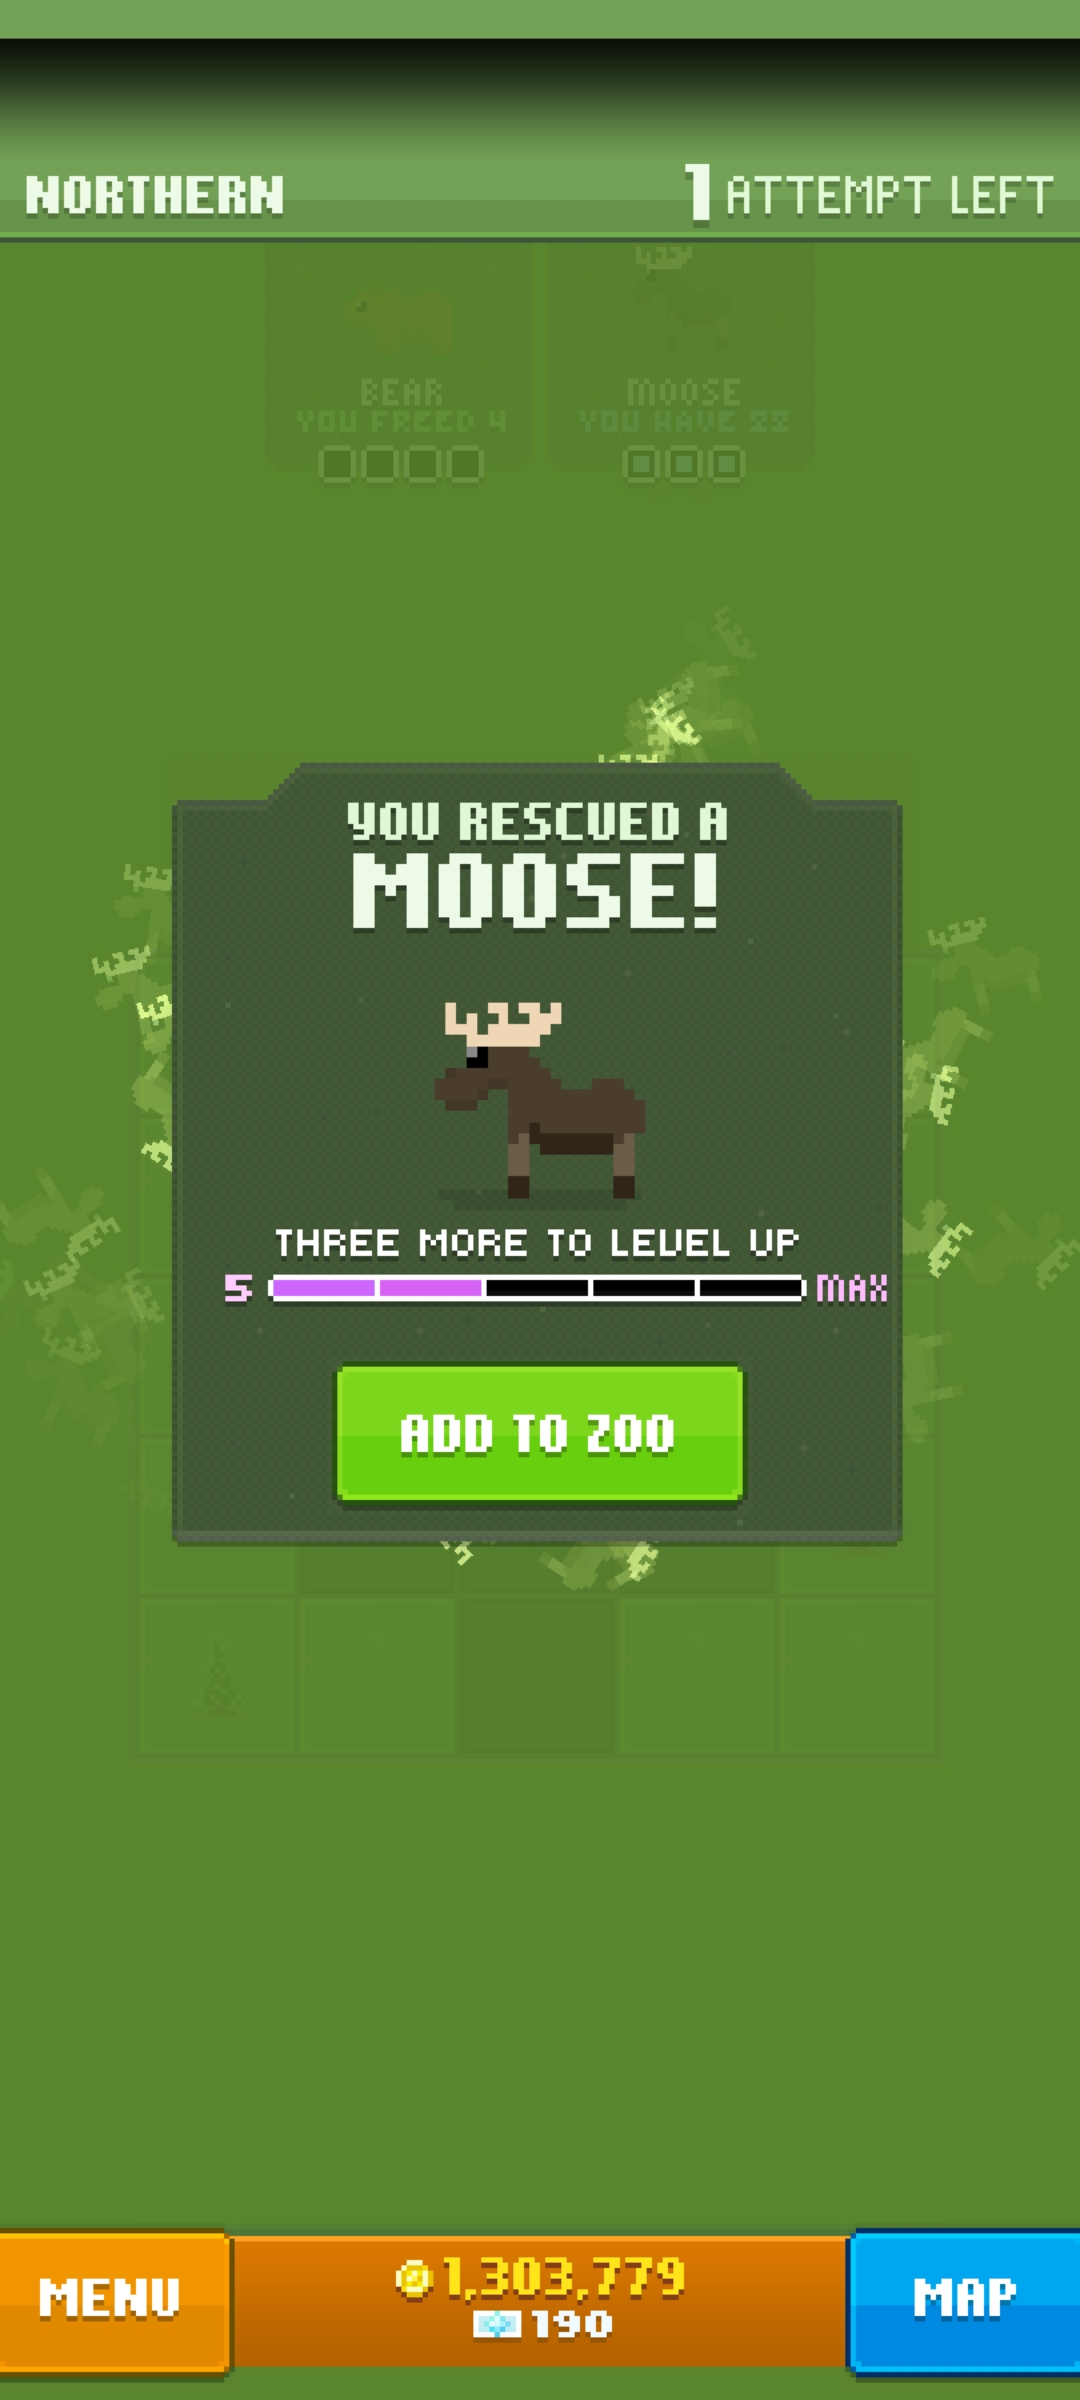 NORTHERN
1 ATTEMPT LEFT
BEAR
YOU FREED 4
MOOSE
YOU HAVE 22
YOU RESCUED A
MOOSE!
THREE MORE TO LEVEL UP
5 MAX
ADD TO ZOO
MENU
1,303,779
190
MAP